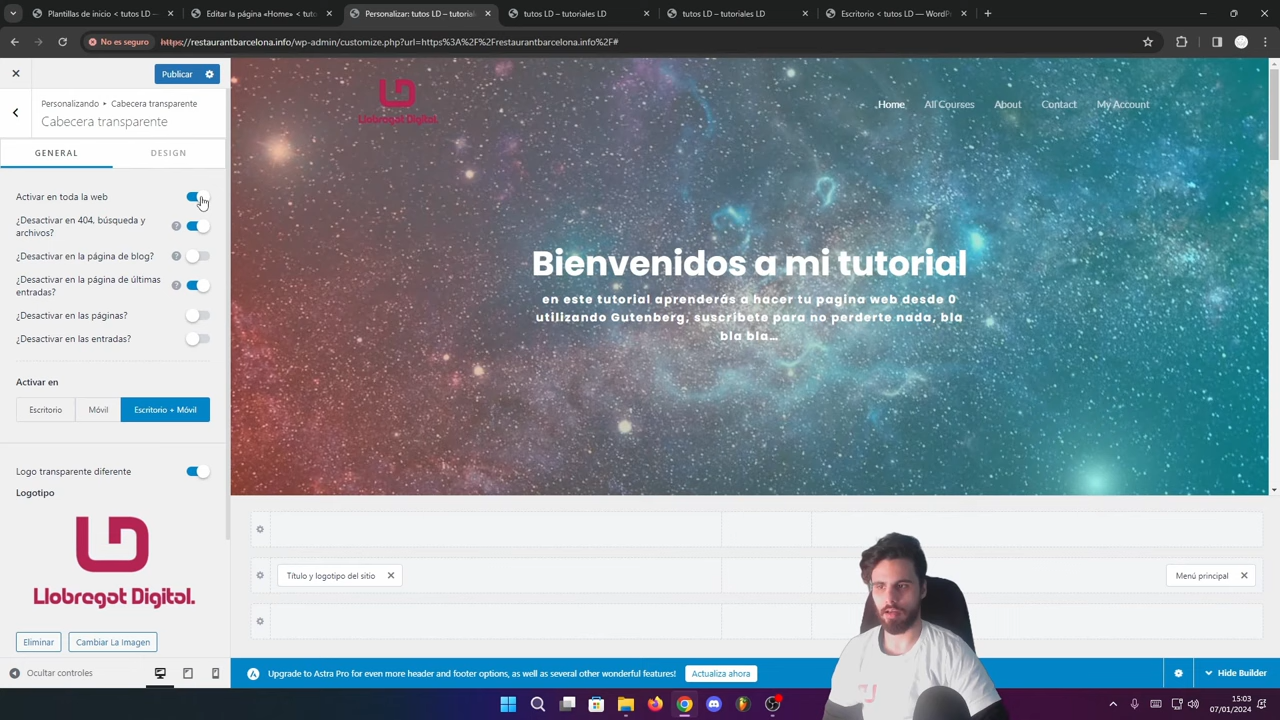 Plantillas de inicio < tutos LD -
Editar la página «Home» < tutos
Personalizar: tutos LD – tutorial
tutos LD – tutoriales LD
tutos LD – tutoriales LD
Escritorio < tutos LD — WordPr
No es seguro
https://restaurantbarcelona.info/wp-admin/customize.php?url=https%3A%2F%2Frestaurantbarcelona.info%2F#
Publicar
Personalizando ▸ Cabecera transparente
Cabecera transparente
GENERAL
DESIGN
Activar en toda la web
¿Desactivar en 404, búsqueda y
archivos?
¿Desactivar en la página de blog?
¿Desactivar en la página de últimas
entradas?
¿Desactivar en las páginas?
¿Desactivar en las entradas?
Activar en
Escritorio
Móvil
Escritorio + Móvil
Logo transparente diferente
Logotipo
Llobregat Digital.
Eliminar
Cambiar La Imagen
Ocultar controles
Llobregat Digital.
Home
All Courses
About
Contact
My Account
Bienvenidos a mi tutorial
en este tutorial aprenderás a hacer tu pagina web desde 0
utilizando Gutenberg, suscribete para no perderte nada, bla
bla bla…
Título y logotipo del sitio
Menú principal
Upgrade to Astra Pro for even more header and footer options, as well as several other wonderful features!
Actualiza ahora
Hide Builder
15:03
07/01/2024